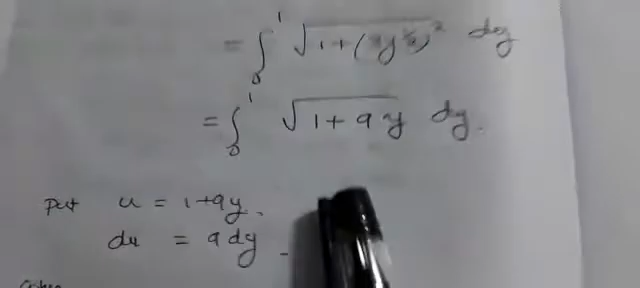 = ∫₀¹ √1+(3y^½)² dy
= ∫₀¹ √1+9y dy.
Put u = 1+9y.
du = 9dy